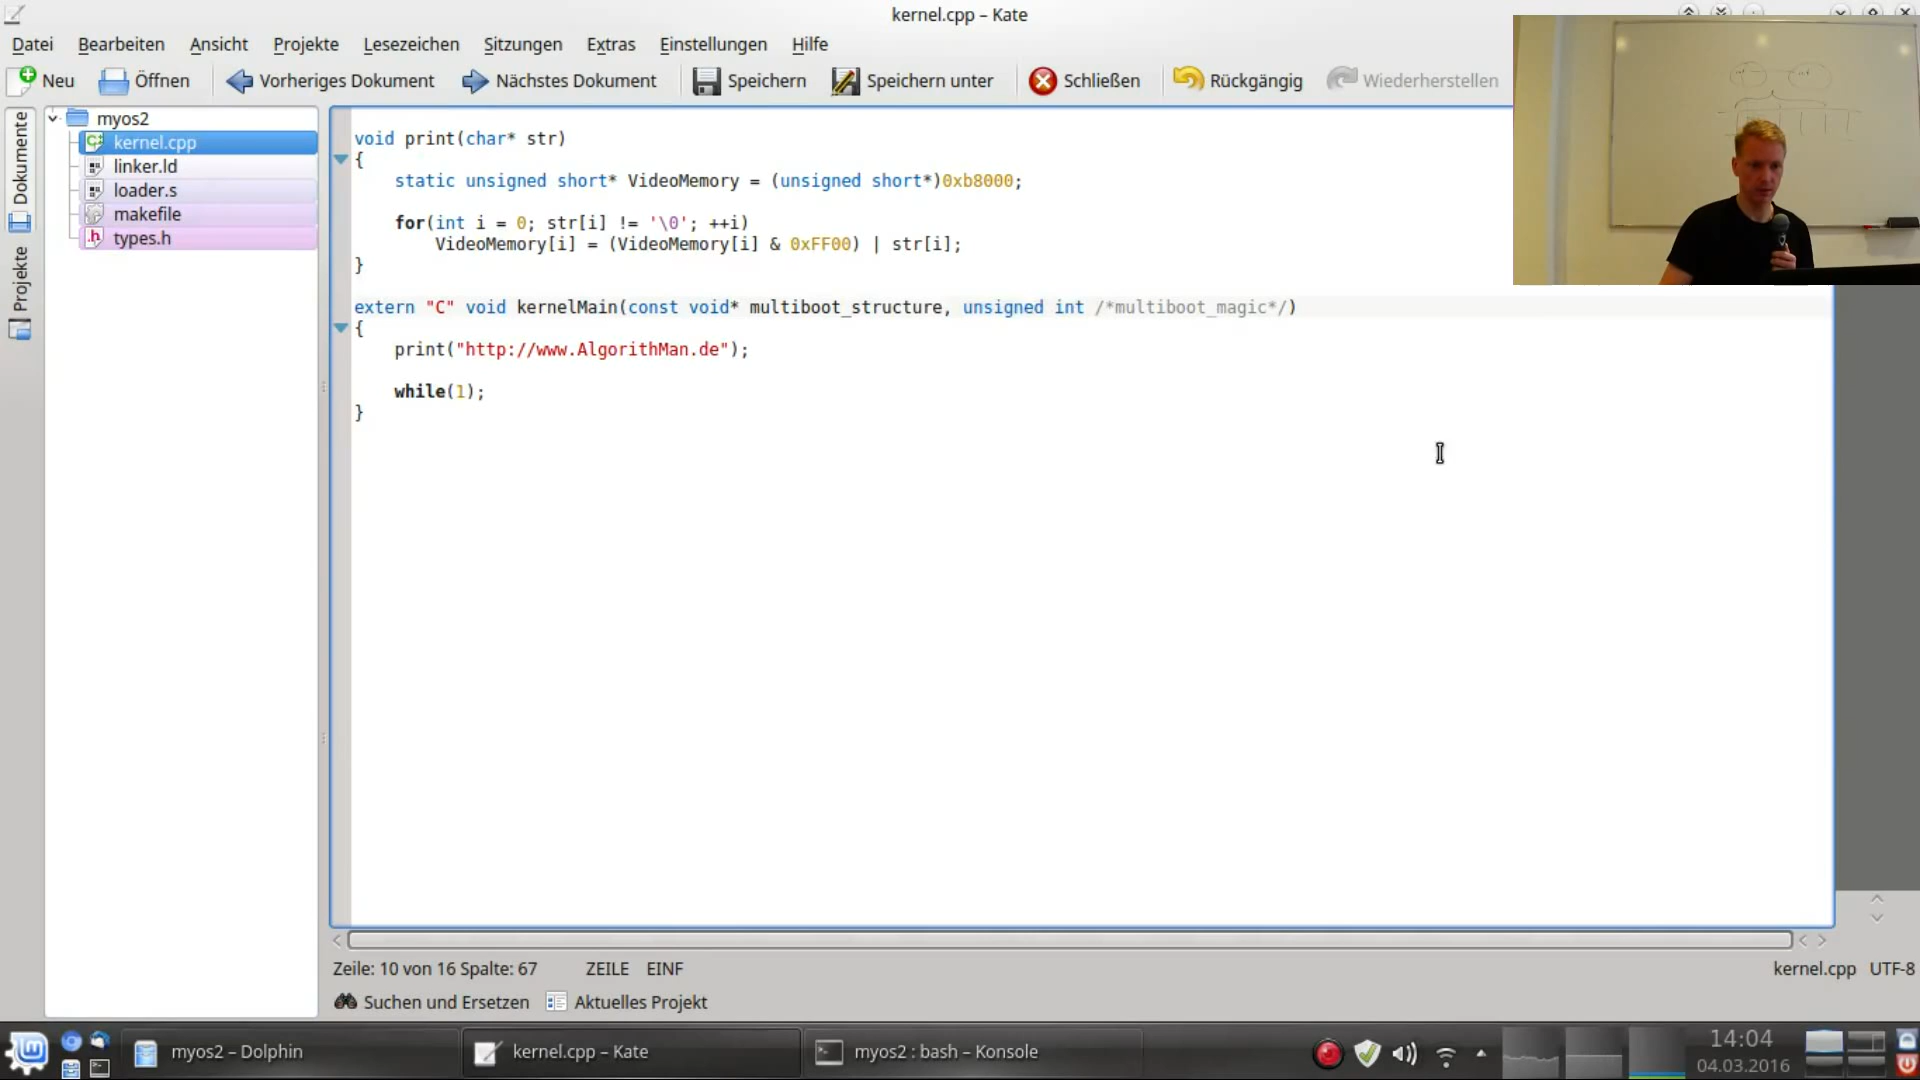 kernel.cpp – Kate
Datei Bearbeiten Ansicht Projekte Lesezeichen Sitzungen Extras Einstellungen Hilfe
Neu Öffnen Vorheriges Dokument Nächstes Dokument Speichern Speichern unter Schließen Rückgängig Wiederherstellen
Dokumente
Projekte
myos2
kernel.cpp
linker.ld
loader.s
makefile
types.h
void print(char* str)
{
    static unsigned short* VideoMemory = (unsigned short*)0xb8000;
    for(int i = 0; str[i] != '\0'; ++i)
        VideoMemory[i] = (VideoMemory[i] & 0xFF00) | str[i];
}
extern "C" void kernelMain(const void* multiboot_structure, unsigned int /*multiboot_magic*/)
{
    print("http://www.AlgorithMan.de");
    while(1);
}
Zeile: 10 von 16 Spalte: 67 ZEILE EINF kernel.cpp UTF-8
Suchen und Ersetzen Aktuelles Projekt
myos2 – Dolphin kernel.cpp – Kate myos2 : bash – Konsole 14:04
04.03.2016